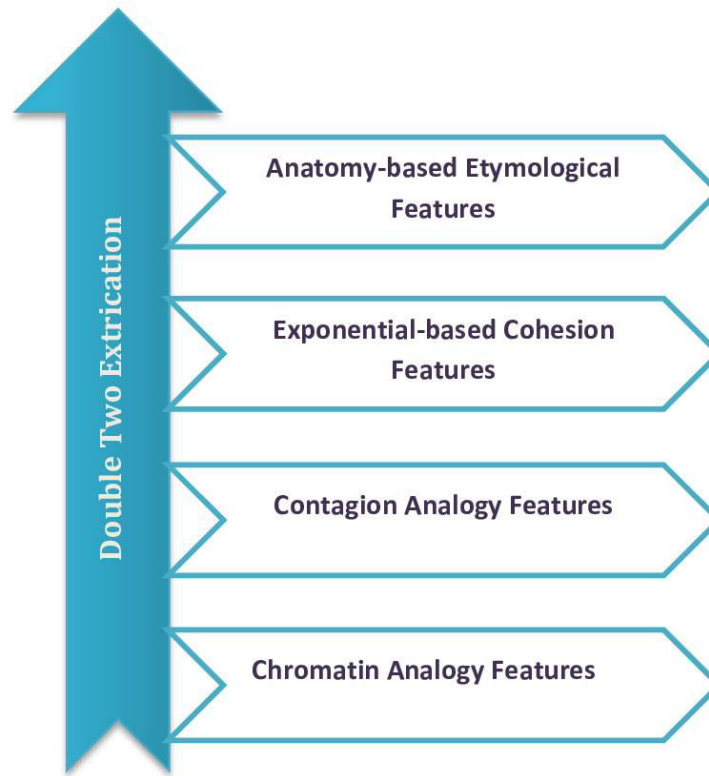 Double Two Extrication
Anatomy-based Etymological
Features
Exponential-based Cohesion
Features
Contagion Analogy Features
Chromatin Analogy Features